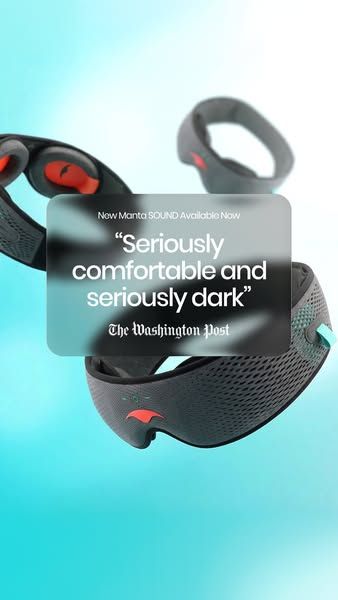 New Manta SOUND Available Now
“Seriously
comfortable and
seriously dark”
The Washington Post